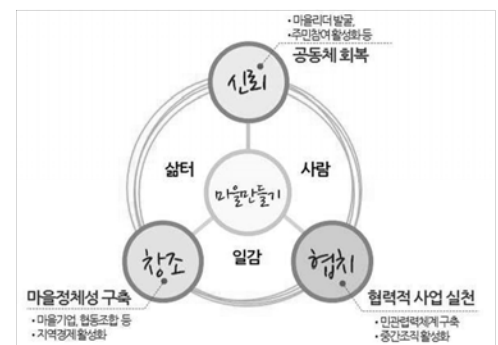 • 마을리더 발굴,
• 주민참여 활성화 등
공동체 회복
신뢰
삶터
사람
마을만들기
창조
일감
협치
마을정체성 구축
• 마을기업, 협동조합 등
• 지역경제 활성화
협력적 사업 실천
• 민관협력체계 구축
• 중간조직 활성화